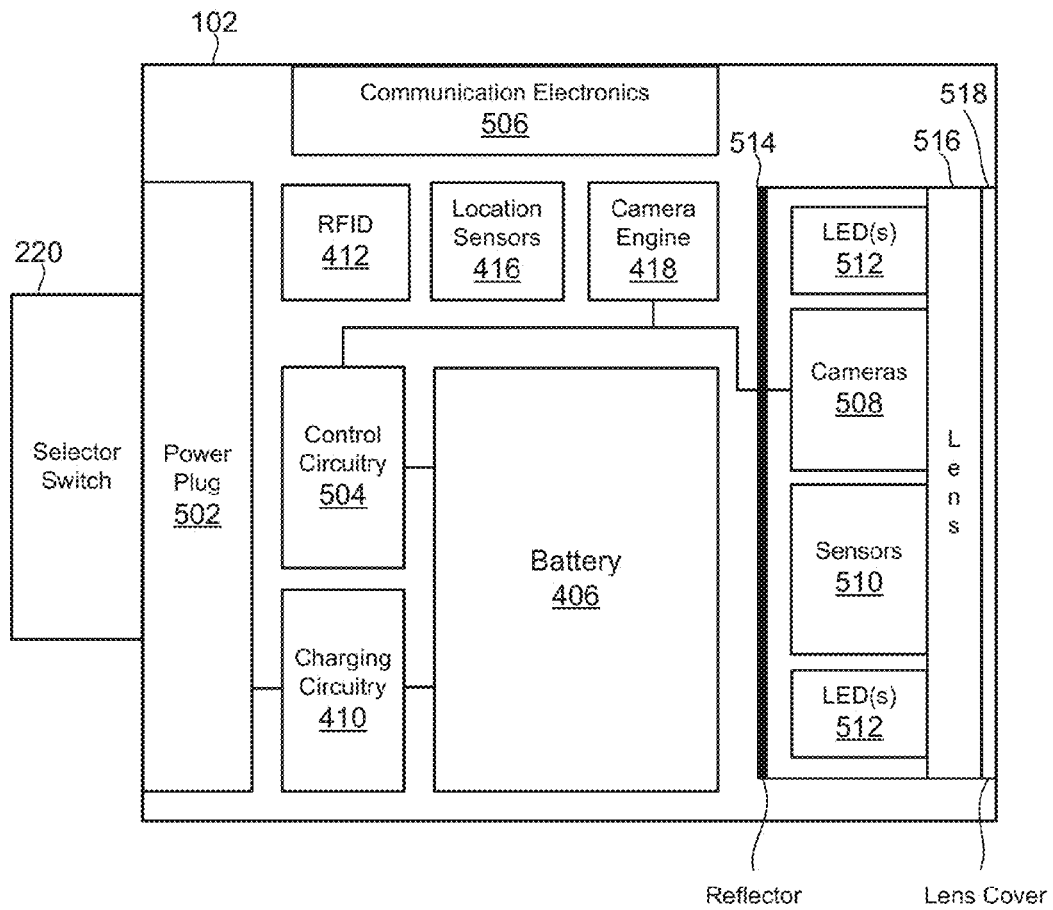 102
Communication Electronics
506
518
516
514
RFID
412
Location
Sensors
416
Camera
Engine
418
LED(s)
512
220
Selector
Switch
Power
Plug
502
Control
Circuitry
504
Cameras
508
Lens
Battery
406
Sensors
510
Charging
Circuitry
410
LED(s)
512
Reflector
Lens Cover